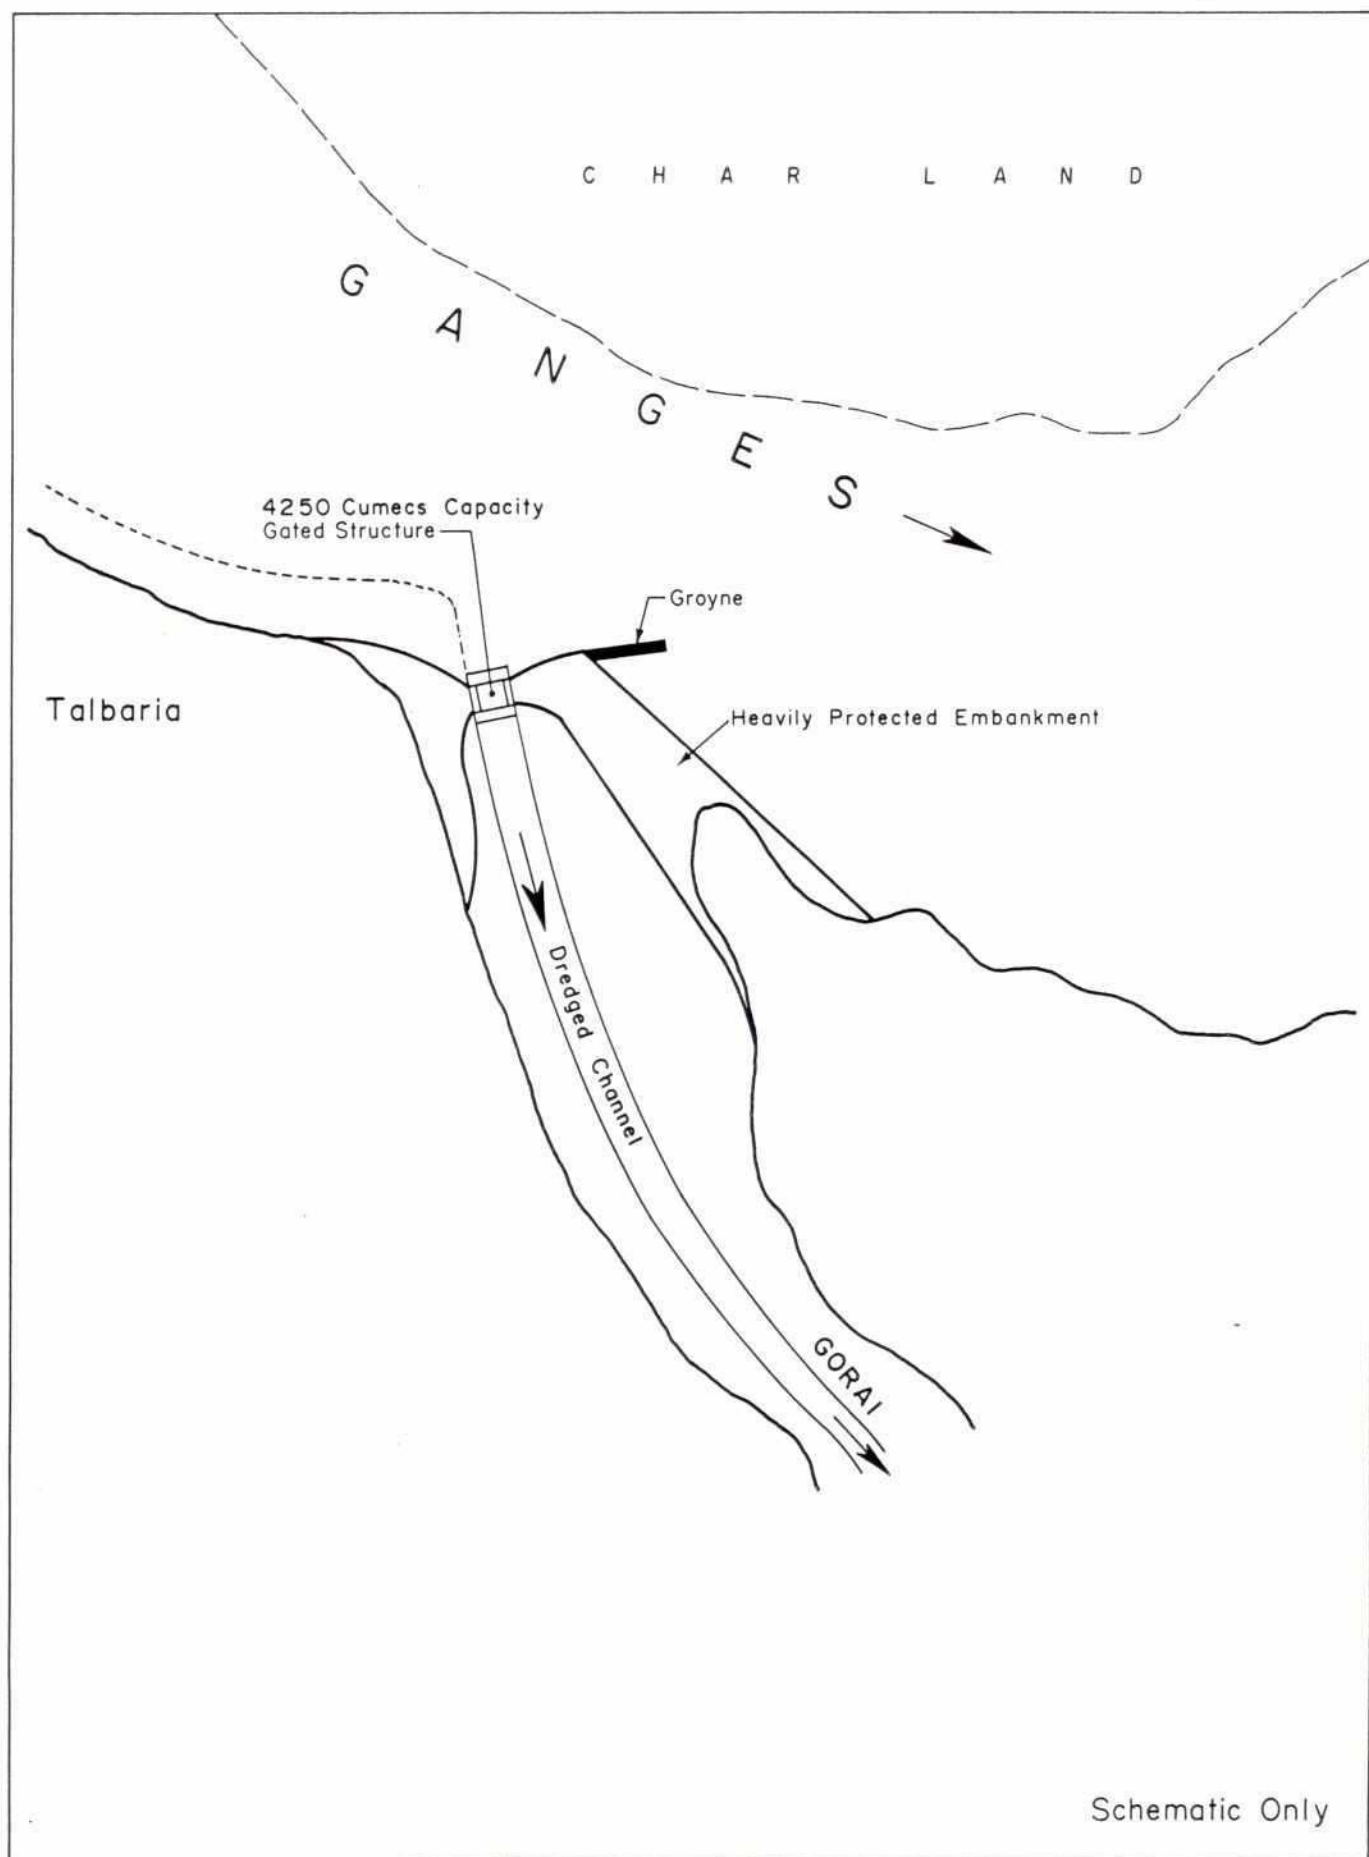 CHAR LAND
GANGES
4250 Cumecs Capacity
Gated Structure
Groyne
Talbaria
Heavily Protected Embankment
Dredged Channel
GORAI
Schematic Only